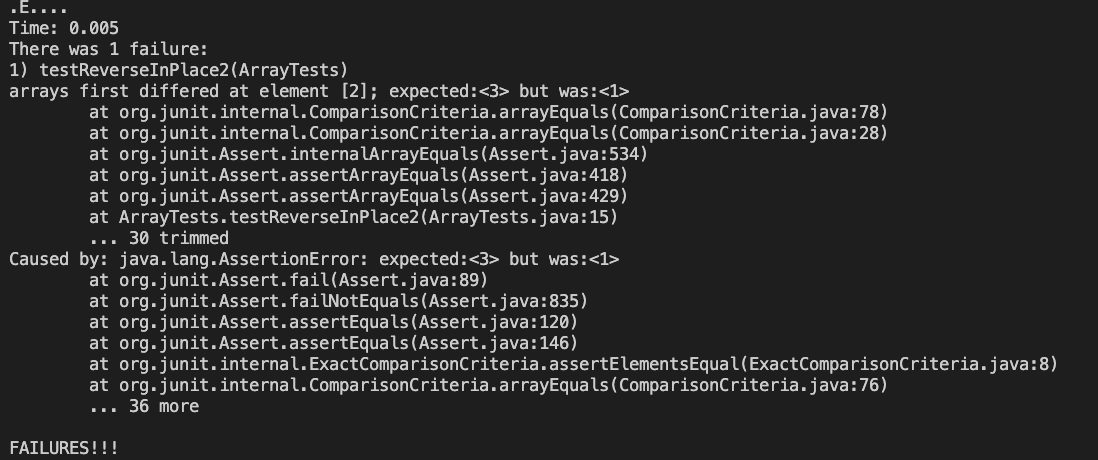 .E....
Time: 0.005
There was 1 failure:
1) testReverseInPlace2(ArrayTests)
arrays first differed at element [2]; expected:<3> but was:<1>
        at org.junit.internal.ComparisonCriteria.arrayEquals(ComparisonCriteria.java:78)
        at org.junit.internal.ComparisonCriteria.arrayEquals(ComparisonCriteria.java:28)
        at org.junit.Assert.internalArrayEquals(Assert.java:534)
        at org.junit.Assert.assertArrayEquals(Assert.java:418)
        at org.junit.Assert.assertArrayEquals(Assert.java:429)
        at ArrayTests.testReverseInPlace2(ArrayTests.java:15)
        ... 30 trimmed
Caused by: java.lang.AssertionError: expected:<3> but was:<1>
        at org.junit.Assert.fail(Assert.java:89)
        at org.junit.Assert.failNotEquals(Assert.java:835)
        at org.junit.Assert.assertEquals(Assert.java:120)
        at org.junit.Assert.assertEquals(Assert.java:146)
        at org.junit.internal.ExactComparisonCriteria.assertElementsEqual(ExactComparisonCriteria.java:8)
        at org.junit.internal.ComparisonCriteria.arrayEquals(ComparisonCriteria.java:76)
        ... 36 more

FAILURES!!!